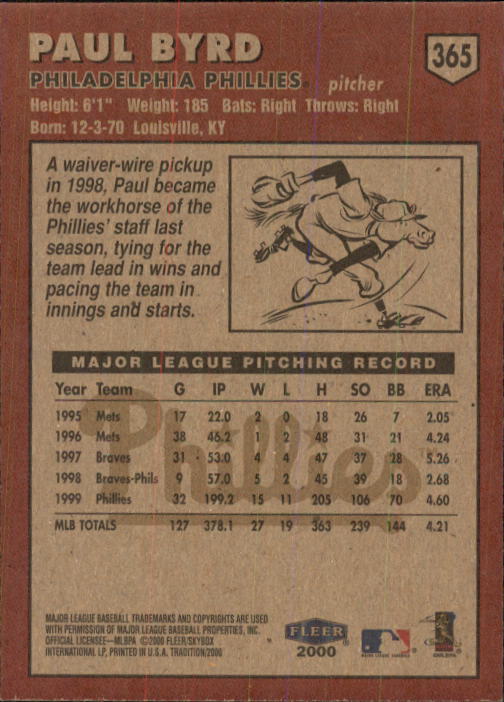 PAUL BYRD
365
PHILADELPHIA PHILLIES® pitcher
Height: 6'1" Weight: 185 Bats: Right Throws: Right
Born: 12-3-70 Louisville, KY
A waiver-wire pickup
in 1998, Paul became
the workhorse of the
Phillies' staff last
season, tying for the
team lead in wins and
pacing the team in
innings and starts.
MAJOR LEAGUE PITCHING RECORD
Year Team G IP W L H SO BB ERA
1995 Mets 17 22.0 2 0 18 26 7 2.05
1996 Mets 38 46.2 1 2 48 31 21 4.24
1997 Braves 31 53.0 4 4 47 37 28 5.26
1998 Braves-Phils 9 57.0 5 2 45 39 18 2.68
1999 Phillies 32 199.2 15 11 205 106 70 4.60
MLB TOTALS 127 378.1 27 19 363 239 144 4.21
Phillies
MAJOR LEAGUE BASEBALL TRADEMARKS AND COPYRIGHTS ARE USED
WITH PERMISSION OF MAJOR LEAGUE BASEBALL PROPERTIES, INC.
OFFICIAL LICENSEE—MLBPA ©2000 FLEER/SKYBOX
INTERNATIONAL LP, PRINTED IN U.S.A. TRADITION/2000
FLEER
2000